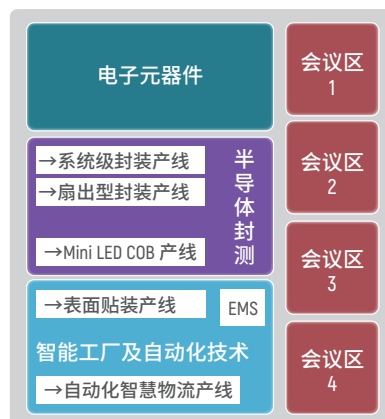 电子元器件
会议区
1
→系统级封装产线
→扇出型封装产线
→Mini LED COB 产线
半导体封测
会议区
2
会议区
3
→表面贴装产线
EMS
智能工厂及自动化技术
→自动化智慧物流产线
会议区
4